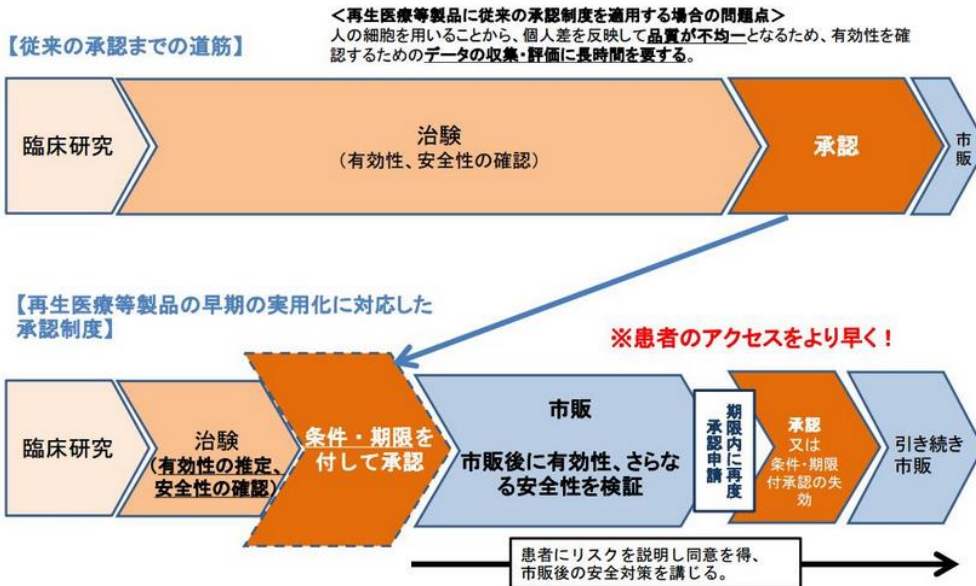 ＜再生医療等製品に従来の承認制度を適用する場合の問題点＞
人の細胞を用いることから、個人差を反映して品質が不均一となるため、有効性を確
認するためのデータの収集・評価に長時間を要する。
【従来の承認までの道筋】
臨床研究
治験
（有効性、安全性の確認）
承認
市
販
【再生医療等製品の早期の実用化に対応した
承認制度】
※患者のアクセスをより早く！
臨床研究
治験
（有効性の推定、
安全性の確認）
条件・期限を
付して承認
市販
市販後に有効性、さらな
る安全性を検証
期限内に再度
承認申請
承認
又は
条件・期限
付承認の失
効
引き続き
市販
患者にリスクを説明し同意を得、
市販後の安全対策を講じる。